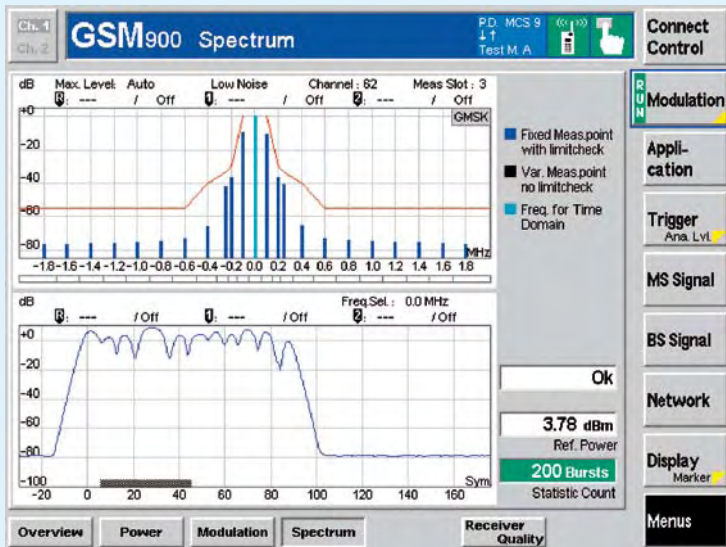 Ch. 1
Ch. 2
GSM900 Spectrum
P.D. MCS 9
↓↑
Test M. A.
Connect Control
dB Max. Level: Auto Low Noise Channel : 62 Meas Slot : 3
R: --- / Off 1: --- / Off 2: --- / Off
GMSK
+0
-20
-40
-60
-80
MHz
-1.8 -1.6 -1.4 -1.2 -1.0 -0.8 -0.6 -0.4 -0.2 0.0 0.2 0.4 0.6 0.8 1.0 1.2 1.4 1.6 1.8
Fixed Meas.point
with limitcheck
Var. Meas.point
no limitcheck
Freq. for Time
Domain
dB Freq.Sel. : 0.0 MHz
R: --- / Off 1: --- / Off 2: --- / Off
+0
-20
-40
-60
-80
-100
Sym
-20 0 20 40 60 80 100 120 140 160
Ok
3.78 dBm
Ref. Power
200 Bursts
Statistic Count
RUN
Modulation
Appli-
cation
Trigger
Ana. Lvl.
MS Signal
BS Signal
Network
Display
Marker
Menus
Overview
Power
Modulation
Spectrum
Receiver
Quality